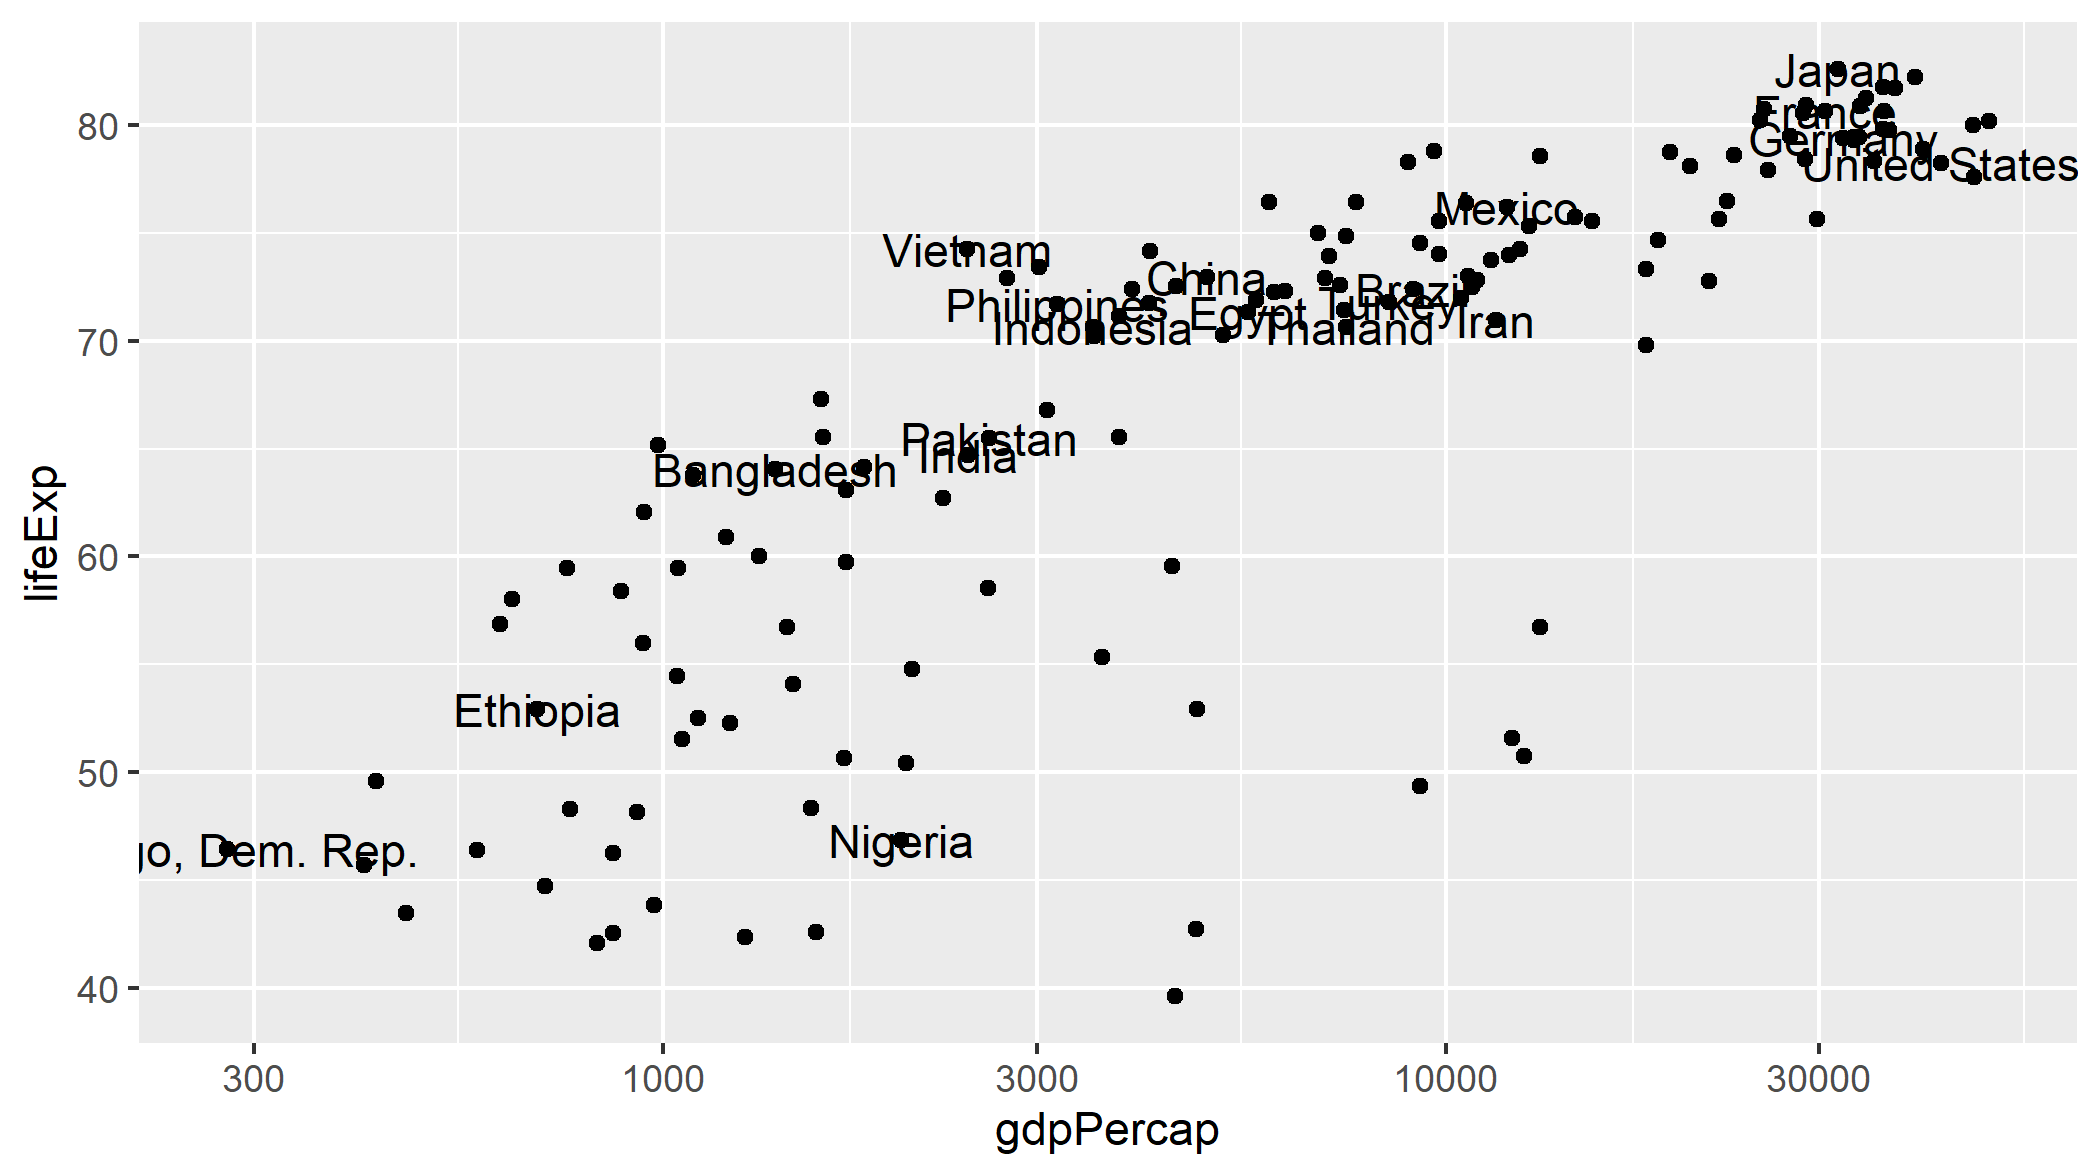 Japan
80
France
Germany
United States
Mexico
Vietnam
China
Brazil
Philippines
Turkey
Egypt
Indonesia
Thailand
Iran
70
Pakistan
India
Bangladesh
lifeExp
60
Ethiopia
50
Nigeria
go, Dem. Rep.
40
300
1000
3000
10000
30000
gdpPercap